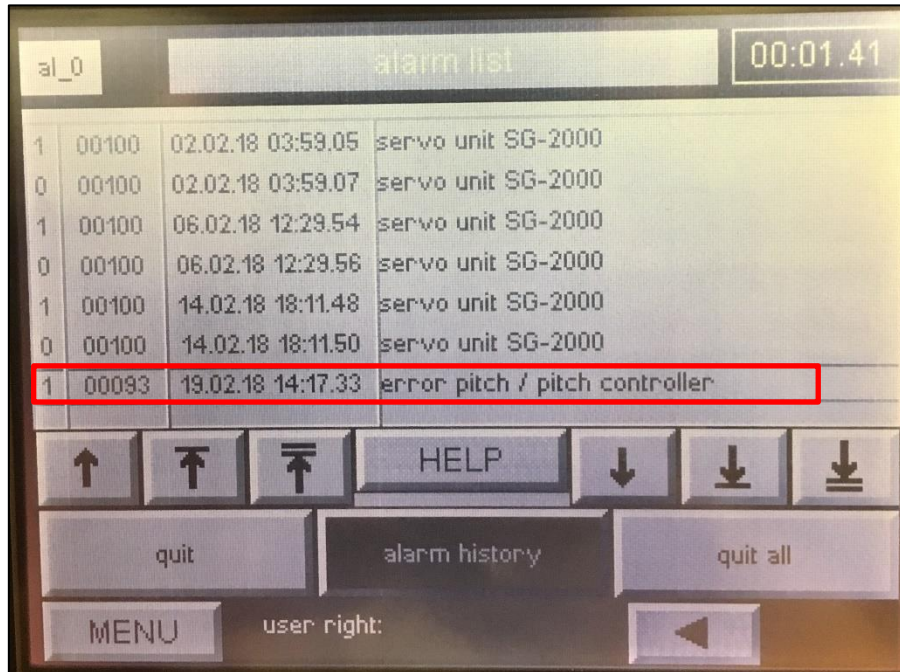 al_0 alarm list 00:01.41
1 00100 02.02.18 03:59.05 servo unit SG-2000
0 00100 02.02.18 03:59.07 servo unit SG-2000
1 00100 06.02.18 12:29.54 servo unit SG-2000
0 00100 06.02.18 12:29.56 servo unit SG-2000
1 00100 14.02.18 18:11.48 servo unit SG-2000
0 00100 14.02.18 18:11.50 servo unit SG-2000
1 00093 19.02.18 14:17.33 error pitch / pitch controller
HELP
quit alarm history quit all
MENU user right: